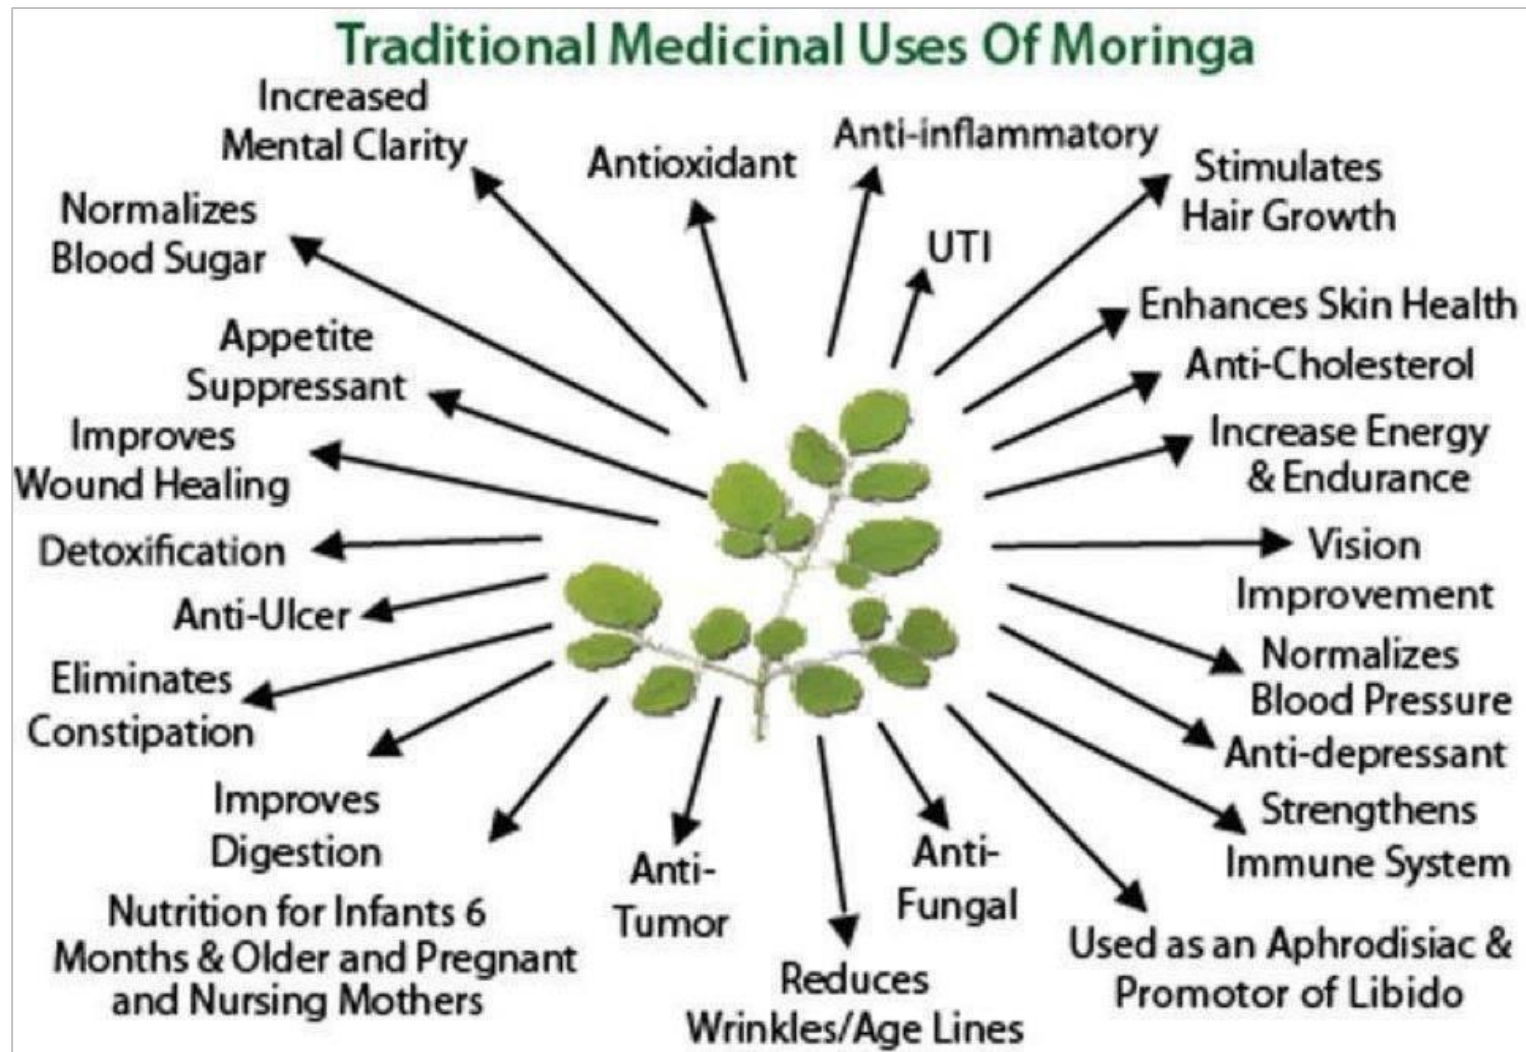 Traditional Medicinal Uses Of Moringa
Increased
Mental Clarity
Antioxidant
Anti-inflammatory
Stimulates
Hair Growth
Normalizes
Blood Sugar
UTI
Enhances Skin Health
Appetite
Suppressant
Anti-Cholesterol
Improves
Wound Healing
Increase Energy
& Endurance
Detoxification
Vision
Improvement
Anti-Ulcer
Normalizes
Blood Pressure
Eliminates
Constipation
Anti-depressant
Improves
Digestion
Strengthens
Immune System
Nutrition for Infants 6
Months & Older and Pregnant
and Nursing Mothers
Anti-
Tumor
Anti-
Fungal
Reduces
Wrinkles/Age Lines
Used as an Aphrodisiac &
Promotor of Libido